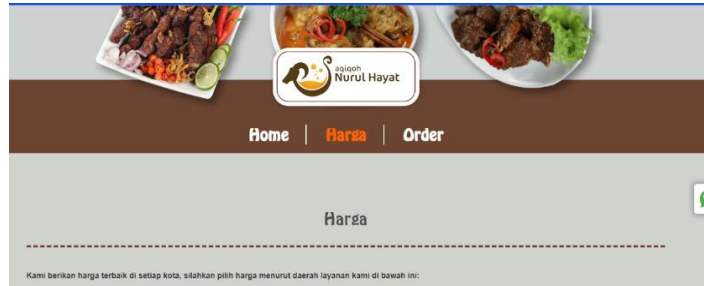 aqiqoh
Nurul Hayat
Home | Harga | Order
Harga
Kami berikan harga terbaik di setiap kota, silahkan pilih harga menurut daerah layanan kami di bawah ini: